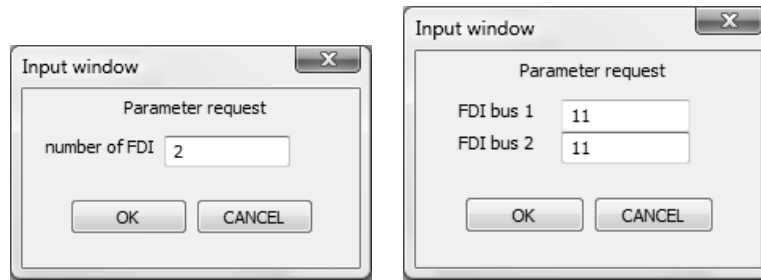 Input window
Parameter request
number of FDI 2
OK CANCEL
Input window
Parameter request
FDI bus 1 11
FDI bus 2 11
OK CANCEL